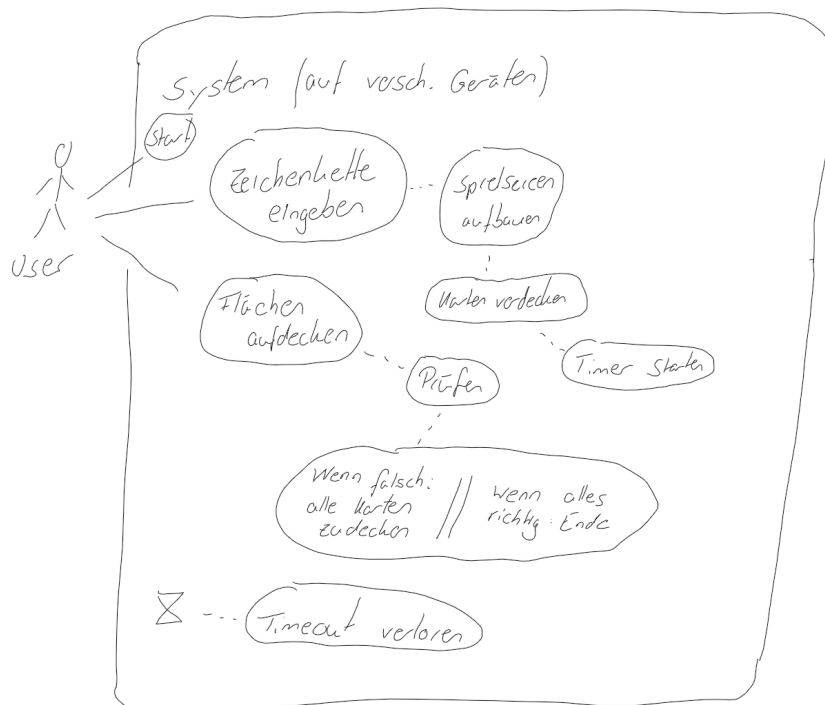 System (auf versch. Geräten)
Start
User
Zeichenkette
eingeben
Spielseicen
aufbauen
Flächen
aufdecken
Karten verdecken
Timer Starten
Prüfen
Wenn falsch:
alle Karten
zudecken
//
wenn alles
richtig: Ende
Timeout verloren